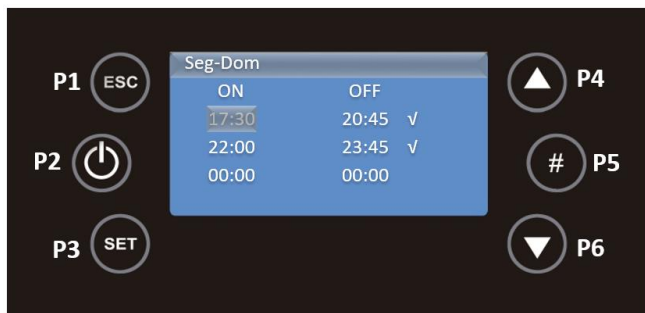 P1 ESC
P2
P3 SET
Seg-Dom
ON OFF
17:30 20:45 √
22:00 23:45 √
00:00 00:00
P4
# P5
P6